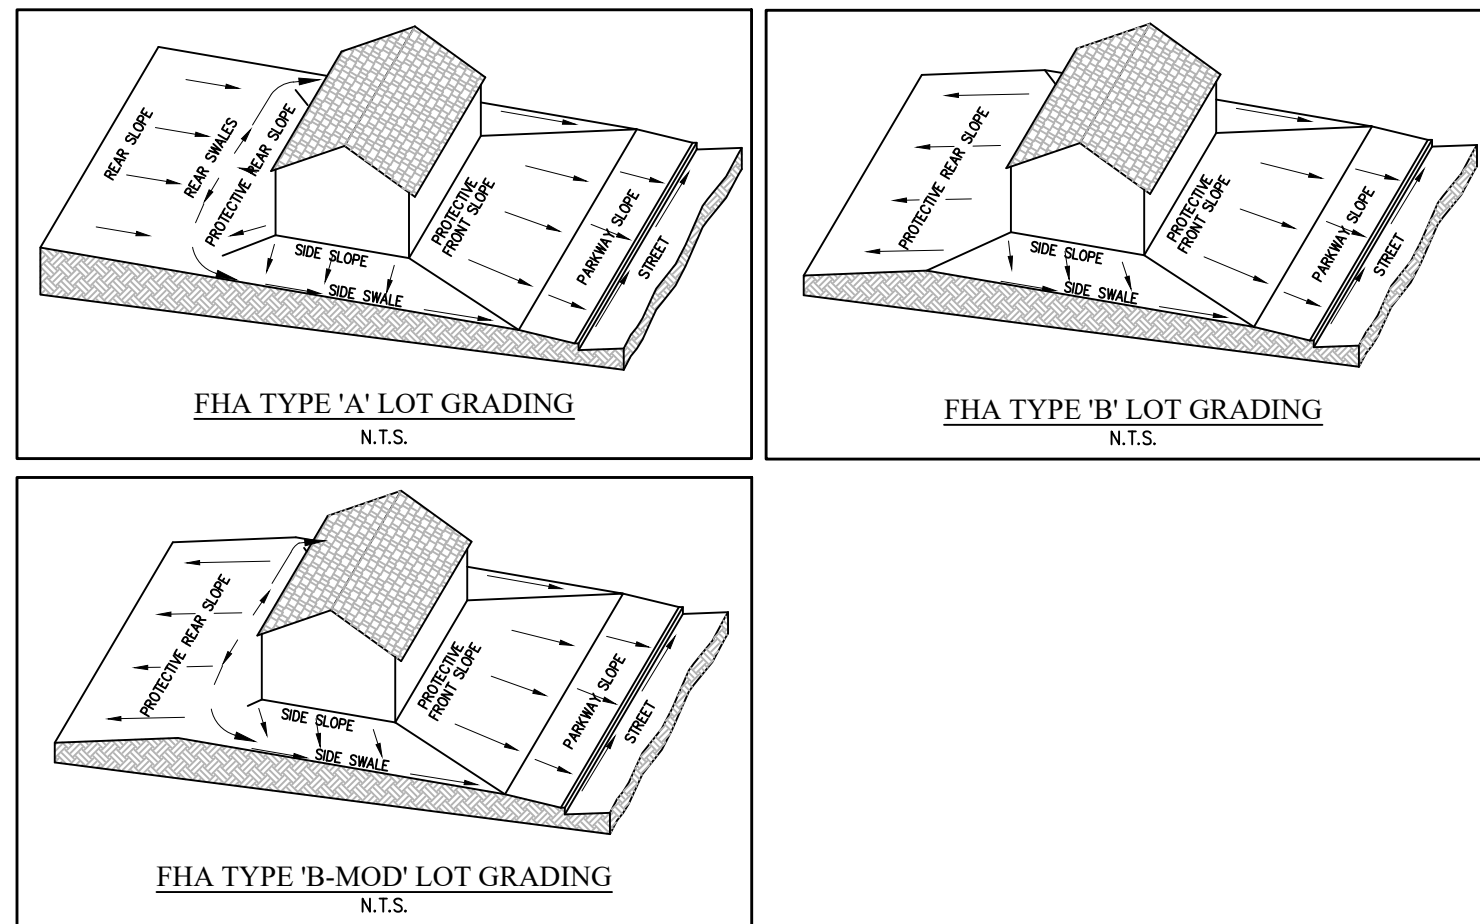 REAR SLOPE
REAR SWALES
PROTECTIVE REAR SLOPE
SIDE SLOPE
SIDE SWALE
PROTECTIVE
FRONT SLOPE
PARKWAY SLOPE
STREET
FHA TYPE 'A' LOT GRADING
N.T.S.
PROTECTIVE REAR SLOPE
SIDE SLOPE
SIDE SWALE
PROTECTIVE
FRONT SLOPE
PARKWAY SLOPE
STREET
FHA TYPE 'B' LOT GRADING
N.T.S.
PROTECTIVE REAR SLOPE
SIDE SLOPE
SIDE SWALE
PROTECTIVE
FRONT SLOPE
PARKWAY SLOPE
STREET
FHA TYPE 'B-MOD' LOT GRADING
N.T.S.